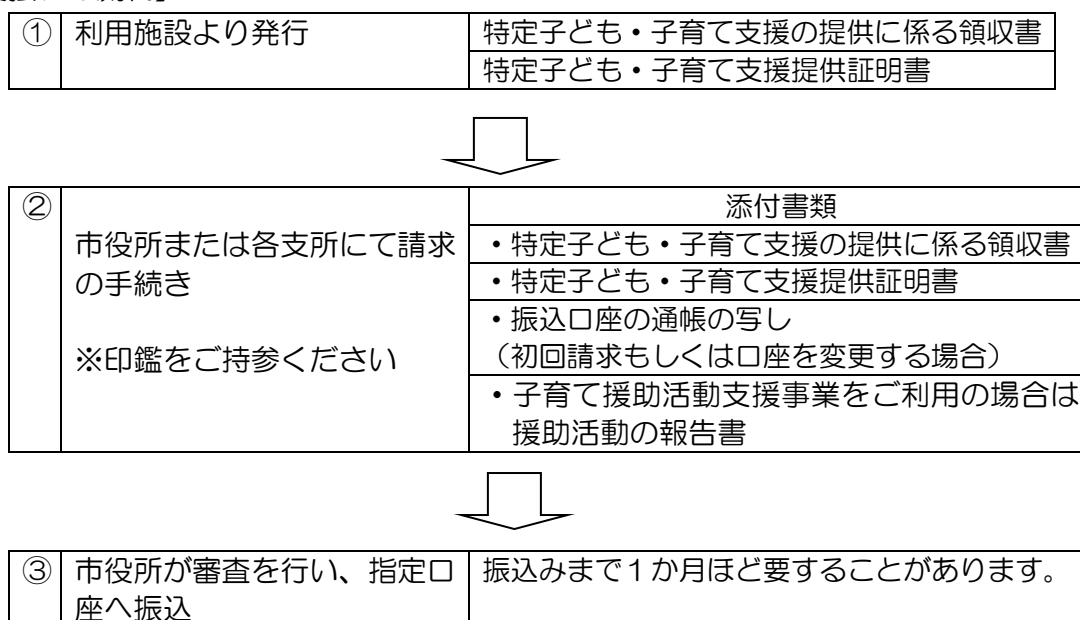 ① 利用施設より発行
特定子ども・子育て支援の提供に係る領収書
特定子ども・子育て支援提供証明書
②
市役所または各支所にて請求
の手続き
※印鑑をご持参ください
添付書類
・特定子ども・子育て支援の提供に係る領収書
・特定子ども・子育て支援提供証明書
・振込口座の通帳の写し
（初回請求もしくは口座を変更する場合）
・子育て援助活動支援事業をご利用の場合は
援助活動の報告書
③ 市役所が審査を行い、指定口
座へ振込
振込みまで１か月ほど要することがあります。